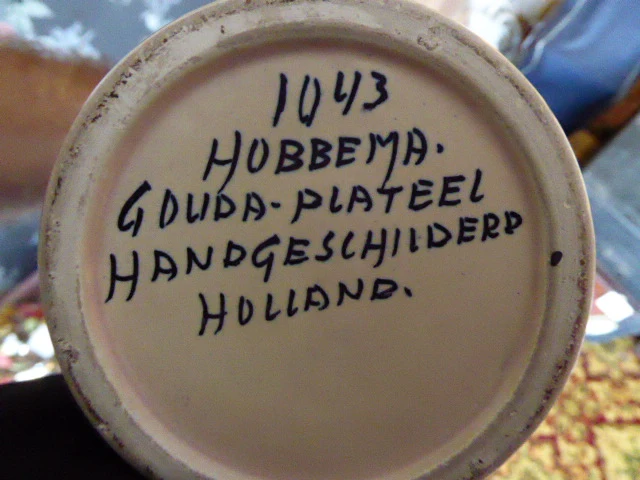 1043
HOBBEMA.
GOUDA-PLATEEL
HANDGESCHILDERD
HOLLAND.